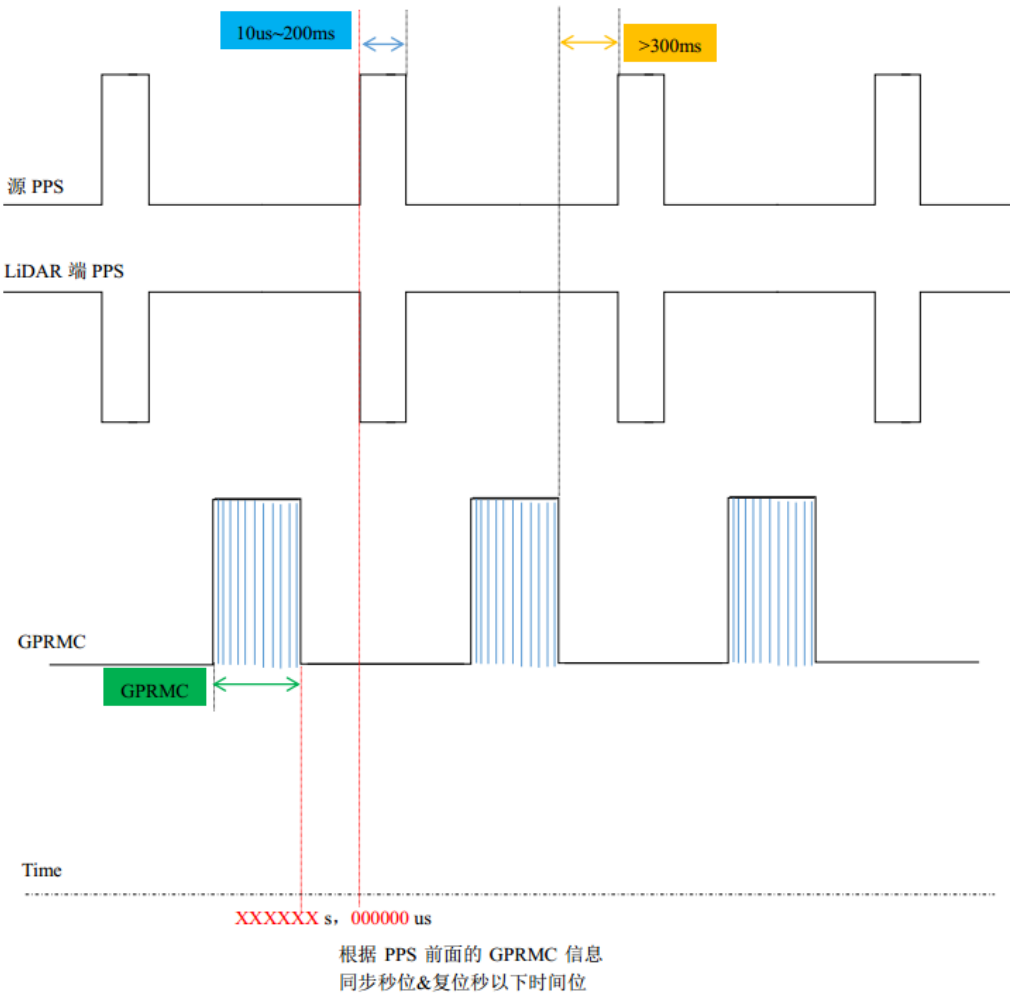 10us~200ms
>300ms
源 PPS
LiDAR 端 PPS
GPRMC
GPRMC
Time
XXXXXX s，000000 us
根据 PPS 前面的 GPRMC 信息
同步秒位&复位秒以下时间位